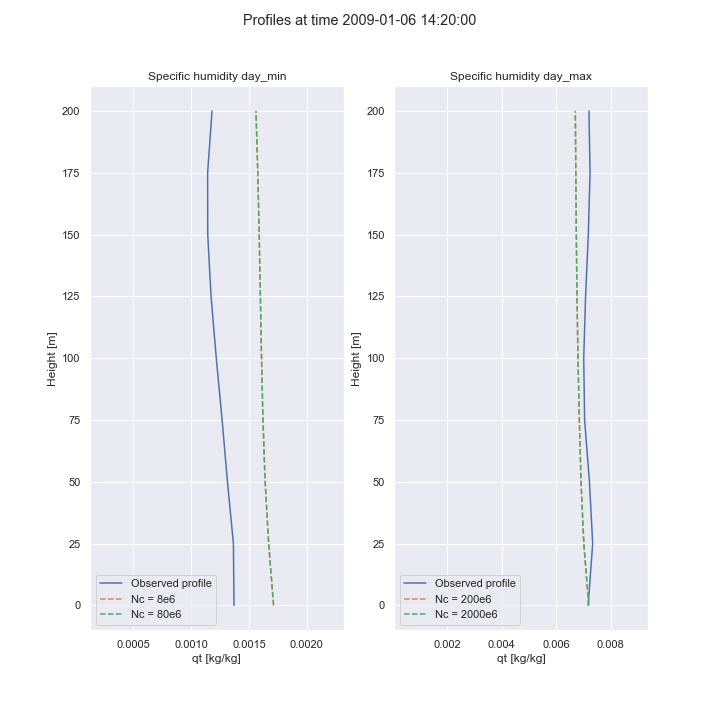 Profiles at time 2009-01-06 14:20:00
Specific humidity day_min
200
175
150
125
100
75
50
25
0
Height [m]
Observed profile
Nc = 8e6
Nc = 80e6
0.0005
0.0010
0.0015
0.0020
qt [kg/kg]
Specific humidity day_max
200
175
150
125
100
75
50
25
0
Height [m]
Observed profile
Nc = 200e6
Nc = 2000e6
0.002
0.004
0.006
0.008
qt [kg/kg]